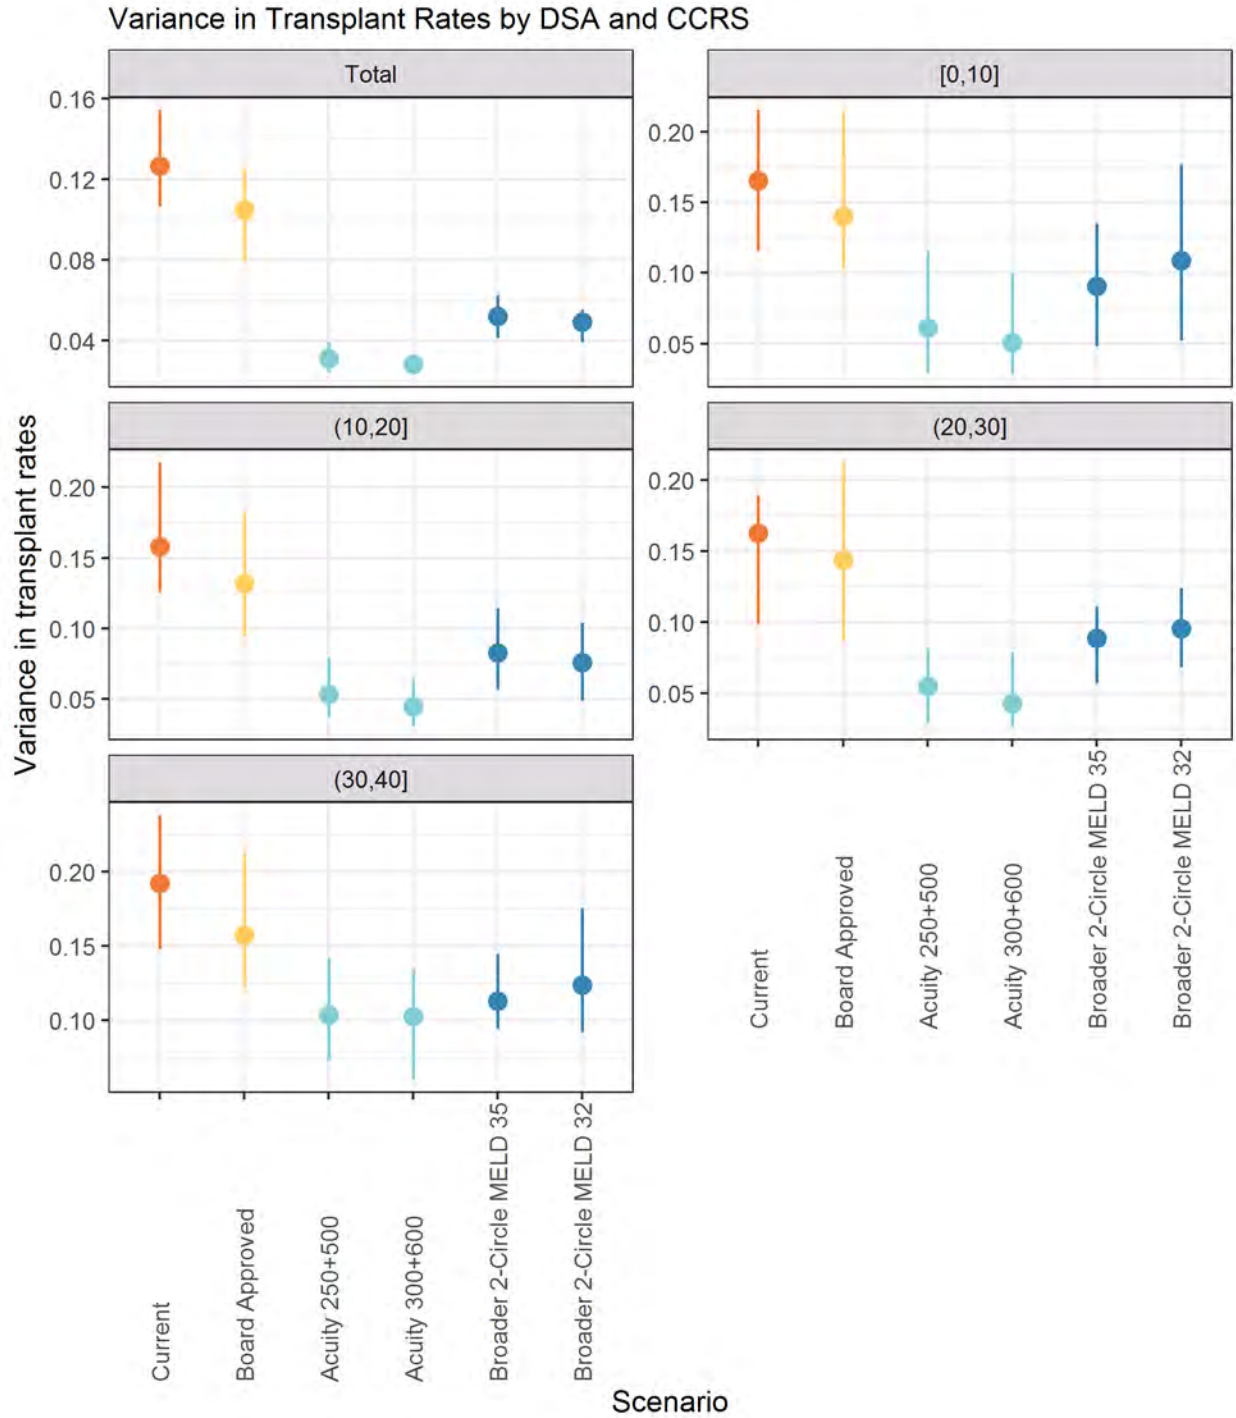 Variance in Transplant Rates by DSA and CCRS
Total
0.16
0.12
0.08
0.04
[0,10]
0.20
0.15
0.10
0.05
Variance in transplant rates
(10,20]
0.20
0.15
0.10
0.05
(20,30]
0.20
0.15
0.10
0.05
Current
Board Approved
Acuity 250+500
Acuity 300+600
Broader 2-Circle MELD 35
Broader 2-Circle MELD 32
(30,40]
0.20
0.15
0.10
Current
Board Approved
Acuity 250+500
Acuity 300+600
Broader 2-Circle MELD 35
Broader 2-Circle MELD 32
Scenario